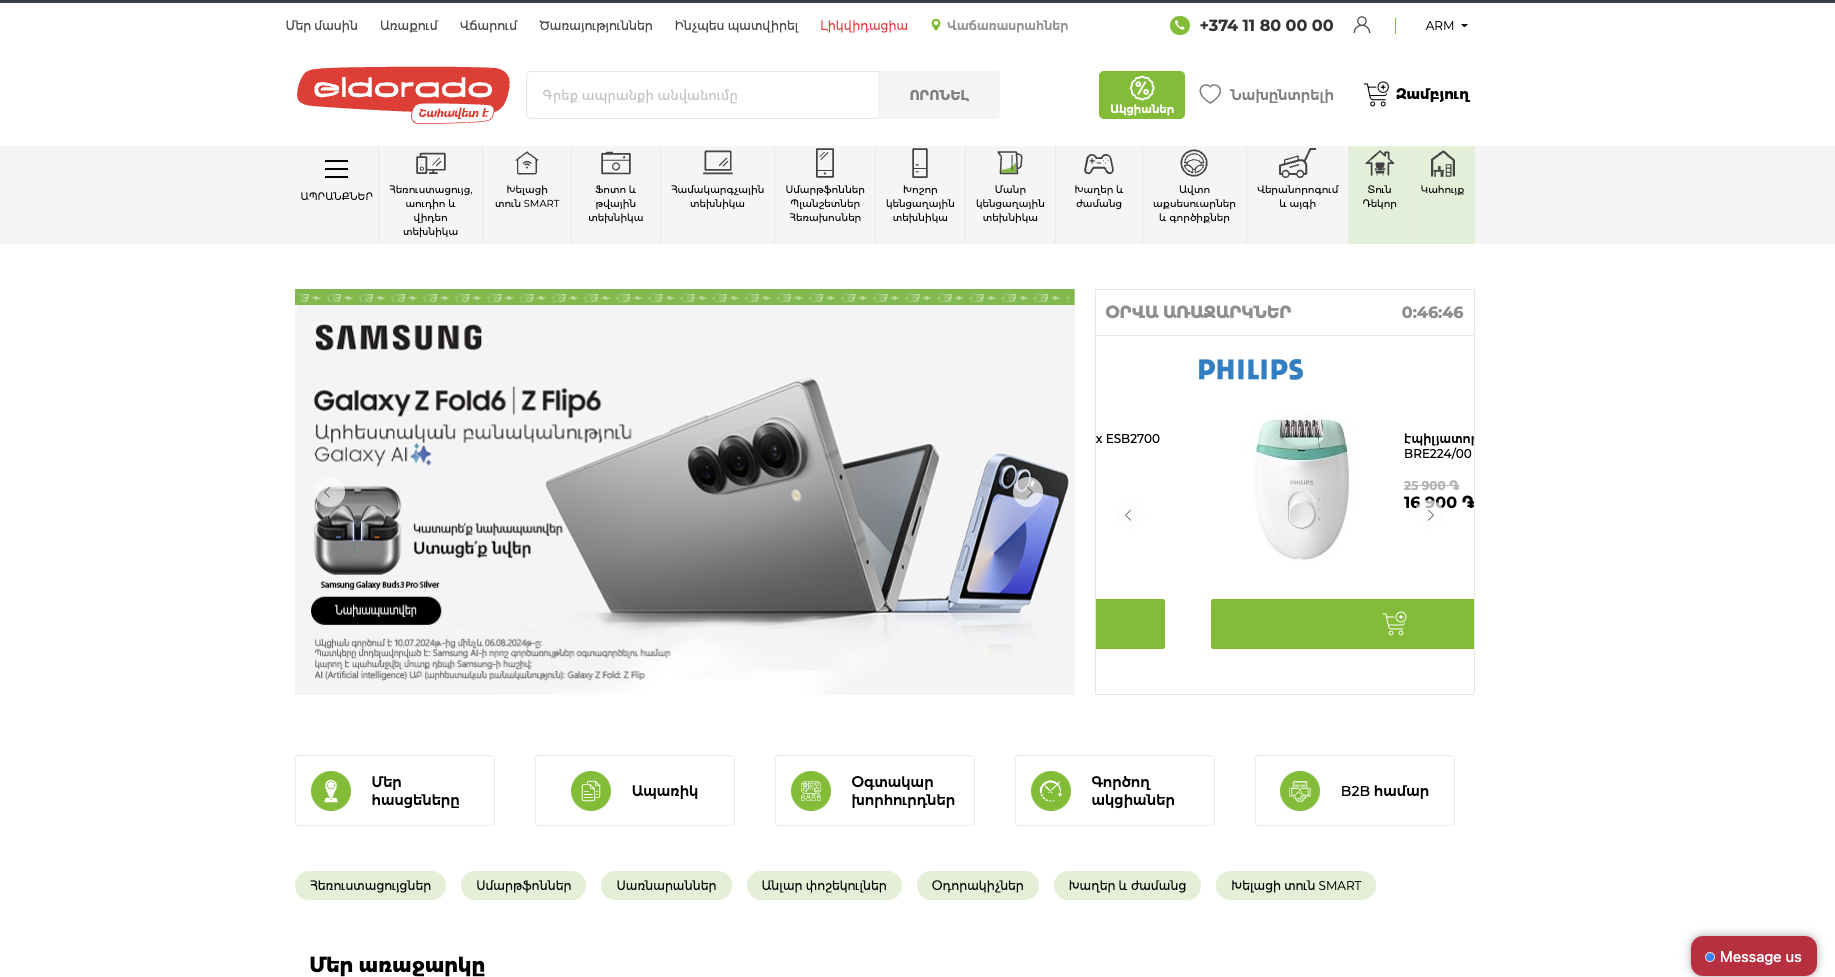 Մեր մասին Առաքում Վճարում Ծառայություններ Ինչպես պատվիրել Լիկվիդացիա Վաճառասրահներ +374 11 80 00 00 ARM
eldorado
Շահավետ է
Գրեք ապրանքի անվանումը ՈՐՈՆԵԼ Ակցիաներ Նախընտրելի Զամբյուղ
ԱՊՐԱՆՔՆԵՐ
Հեռուստացույց,
աուդիո և
վիդեո
տեխնիկա
Խելացի
տուն SMART
Ֆոտո և
թվային
տեխնիկա
Համակարգչային
տեխնիկա
Սմարթֆոններ
Պլանշետներ
Հեռախոսներ
Խոշոր
կենցաղային
տեխնիկա
Մանր
կենցաղային
տեխնիկա
Խաղեր և
ժամանց
Ավտո
աքսեսուարներ
և գործիքներ
Վերանորոգում
և այգի
Տուն
Դեկոր
Կահույք
SAMSUNG
Galaxy Z Fold6 | Z Flip6
Արհեստական բանականություն
Galaxy AI
Կատարե՛ք նախապատվեր
Ստացե՛ք նվեր
Samsung Galaxy Buds3 Pro Silver
Նախապատվեր
Ակցիան գործում է 10.07.2024թ.-ից մինչև 06.08.2024թ-ը:
Պատկերը մոդելավորված է: Samsung AI-ի որոշ գործառույթներ օգտագործելու համար
կարող է պահանջվել մուտք դեպի Samsung-ի հաշիվ:
AI (Artificial intelligence) ԱԲ (արհեստական բանականություն): Galaxy Z Fold: Z Flip
ՕՐՎԱ ԱՌԱՋԱՐԿՆԵՐ 0:46:46
PHILIPS
x ESB2700
PHILIPS
Էպիլյատոր
BRE224/00
25 900 ֏
16 900 ֏
Մեր
հասցեները
Ապառիկ
Օգտակար
խորհուրդներ
Գործող
ակցիաներ
B2B համար
Հեռուստացույցներ Սմարթֆոններ Սառնարաններ Անլար փոշեկուլներ Օդորակիչներ Խաղեր և ժամանց Խելացի տուն SMART
Մեր առաջարկը
Message us